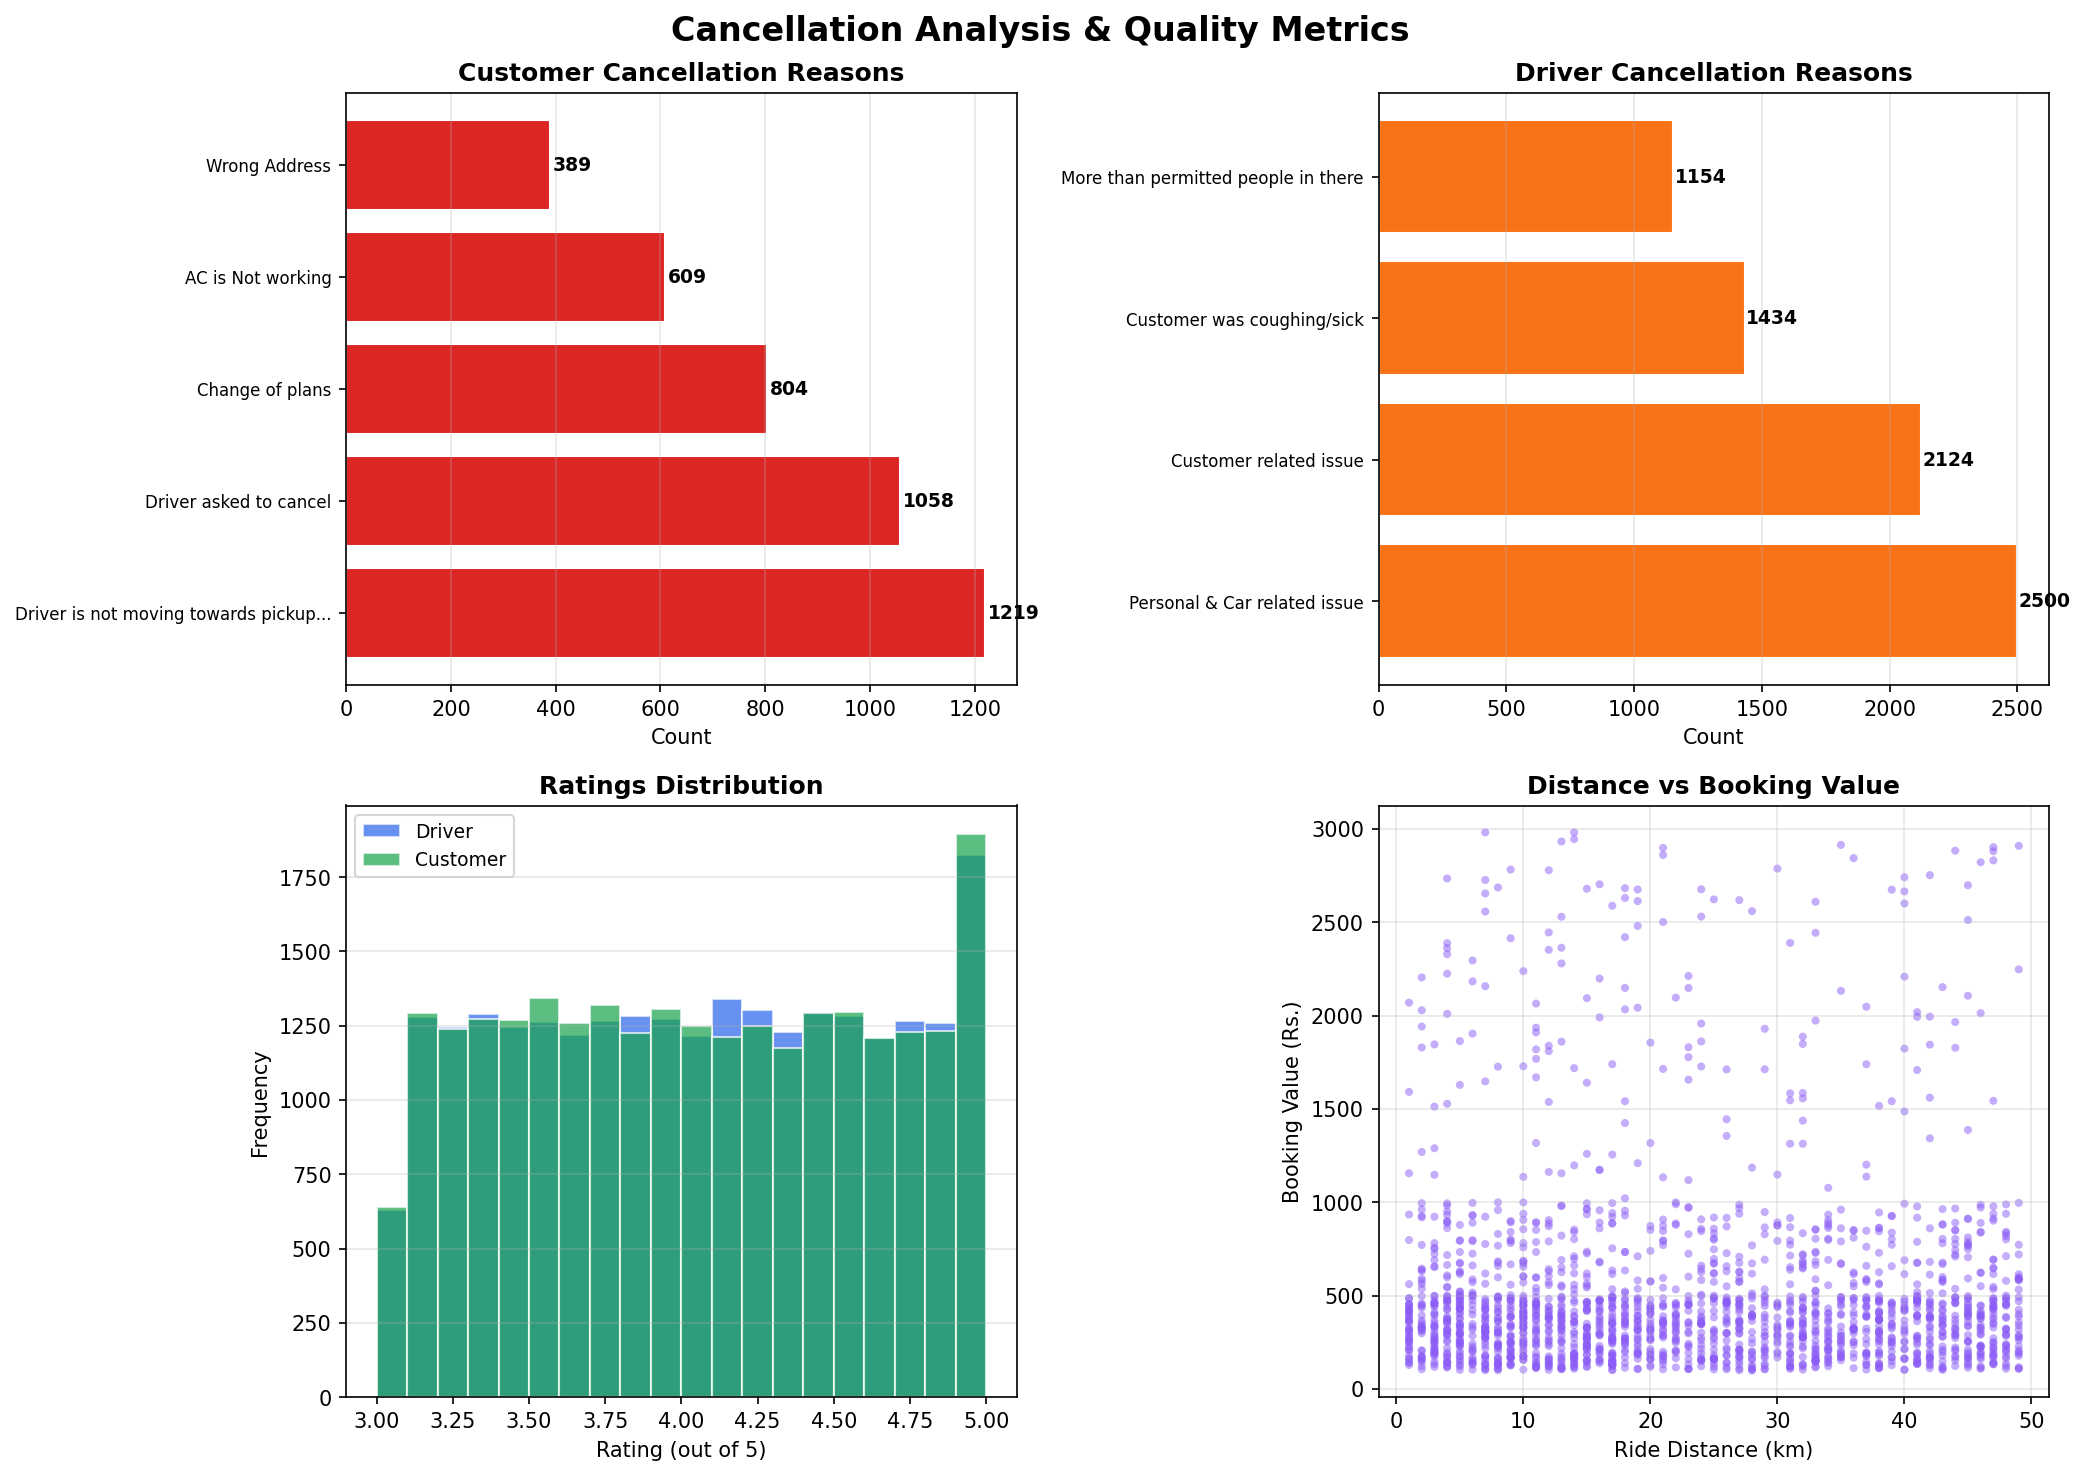 Cancellation Analysis & Quality Metrics
Customer Cancellation Reasons
Wrong Address
389
AC is Not working
609
Change of plans
804
Driver asked to cancel
1058
Driver is not moving towards pickup...
1219
0 200 400 600 800 1000 1200
Count
Driver Cancellation Reasons
More than permitted people in there
1154
Customer was coughing/sick
1434
Customer related issue
2124
Personal & Car related issue
2500
0 500 1000 1500 2000 2500
Count
Ratings Distribution
Driver
Customer
1750
1500
1250
1000
750
500
250
0
Frequency
3.00 3.25 3.50 3.75 4.00 4.25 4.50 4.75 5.00
Rating (out of 5)
Distance vs Booking Value
3000
2500
2000
1500
1000
500
0
Booking Value (Rs.)
0 10 20 30 40 50
Ride Distance (km)